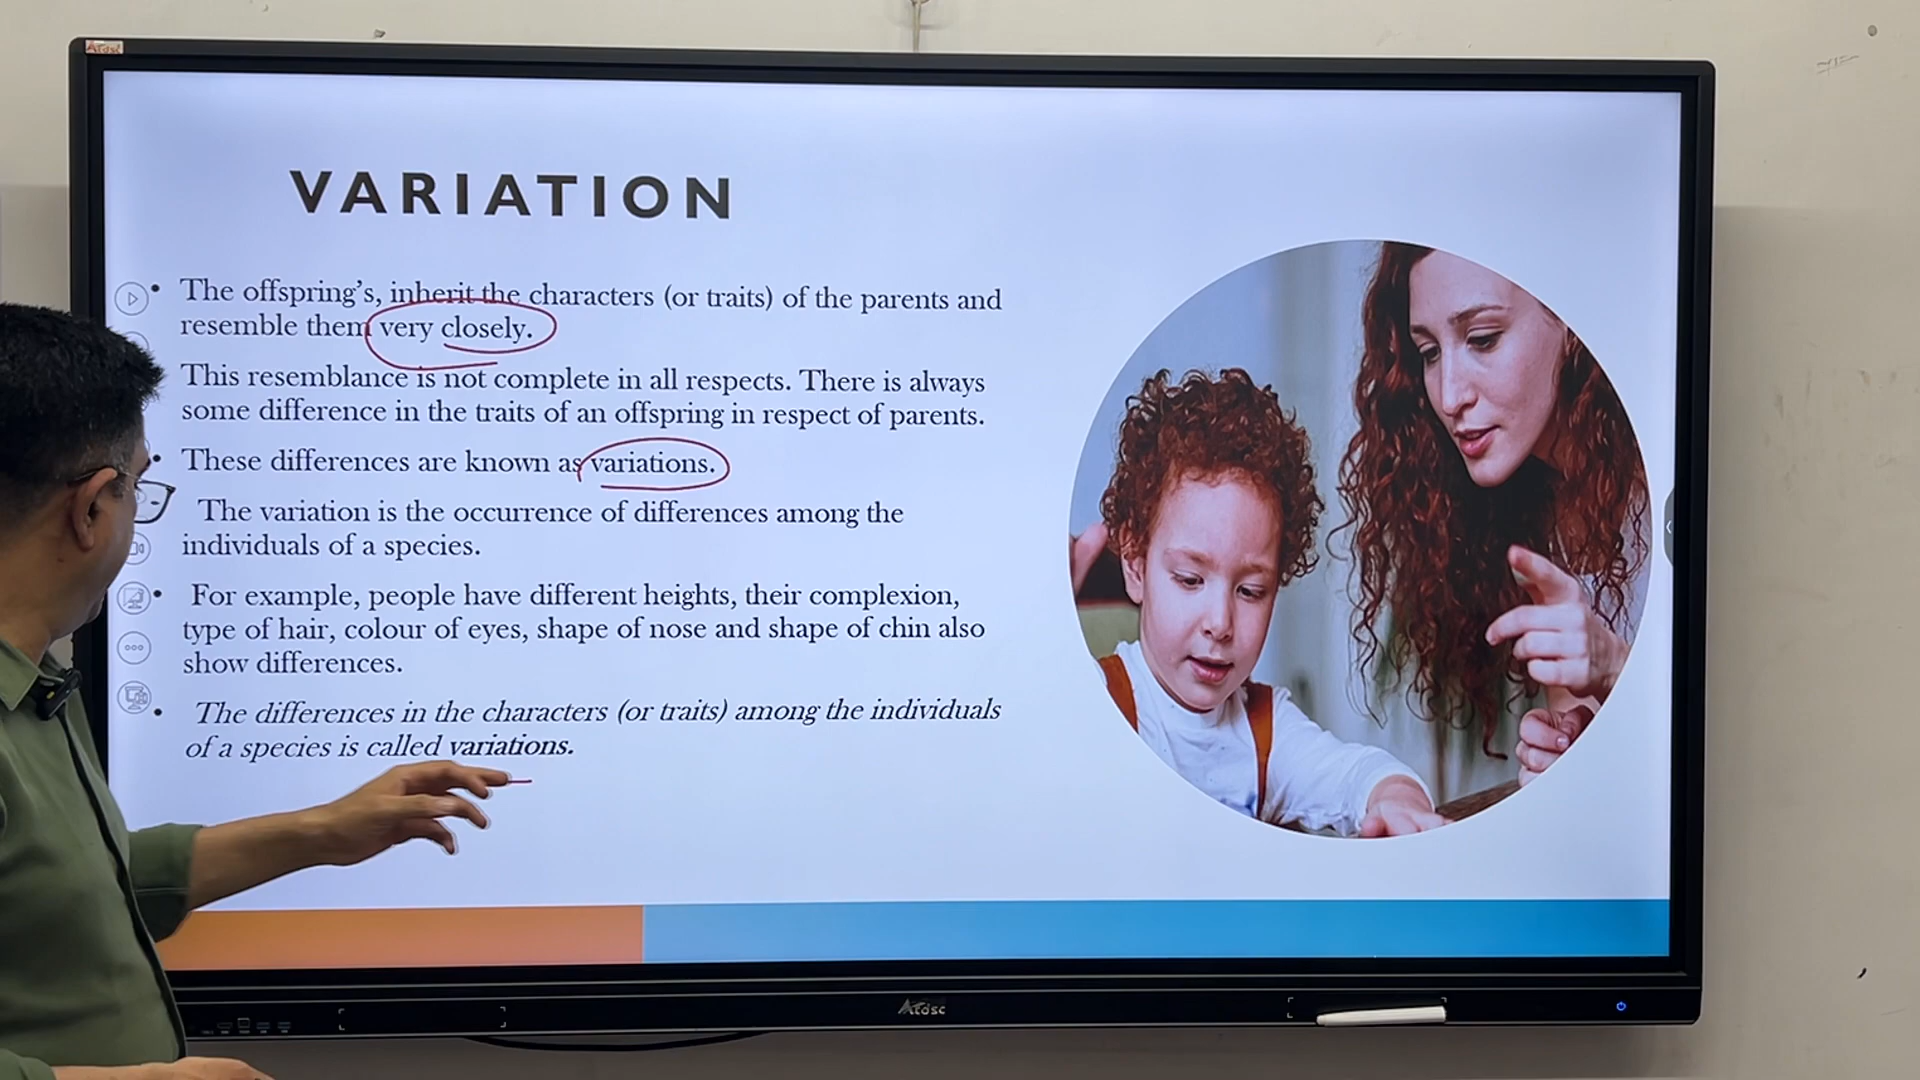 Atosc
VARIATION
• The offspring's, inherit the characters (or traits) of the parents and
resemble them very closely.
This resemblance is not complete in all respects. There is always
some difference in the traits of an offspring in respect of parents.
• These differences are known as variations.
The variation is the occurrence of differences among the
individuals of a species.
• For example, people have different heights, their complexion,
type of hair, colour of eyes, shape of nose and shape of chin also
show differences.
• The differences in the characters (or traits) among the individuals
of a species is called variations.
Atosc